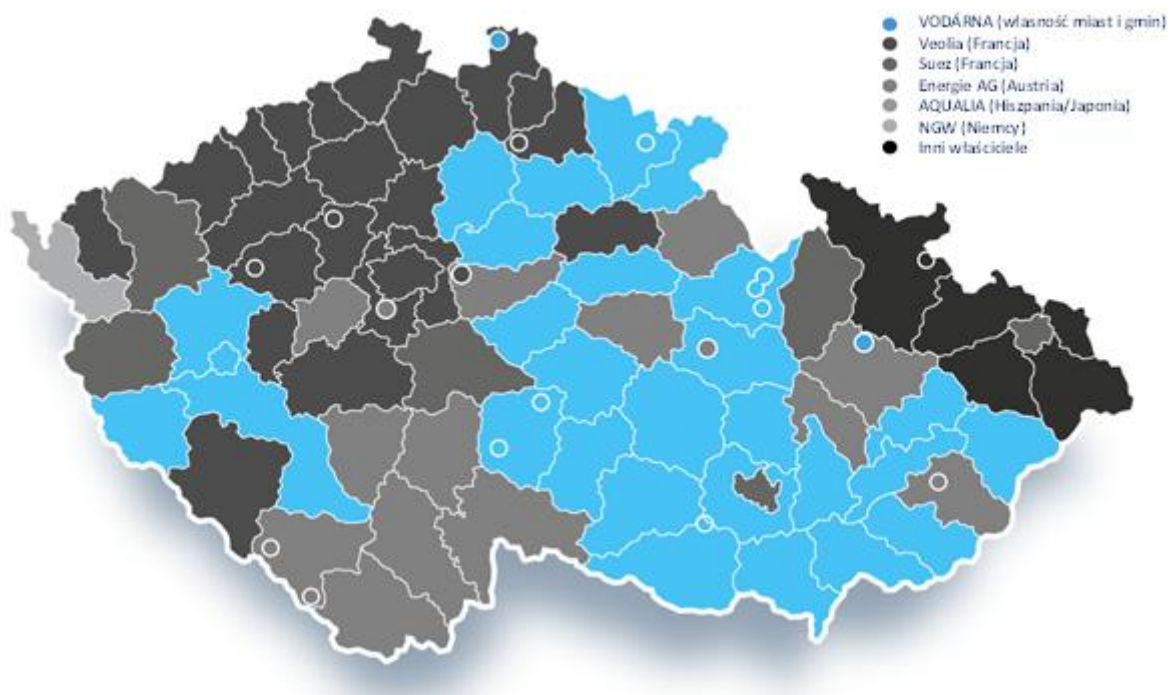 VODÁRNA (własność miast i gmin)
Veolia (Francja)
Suez (Francja)
Energie AG (Austria)
AQUALIA (Hiszpania/Japonia)
NGW (Niemcy)
Inni właściciele